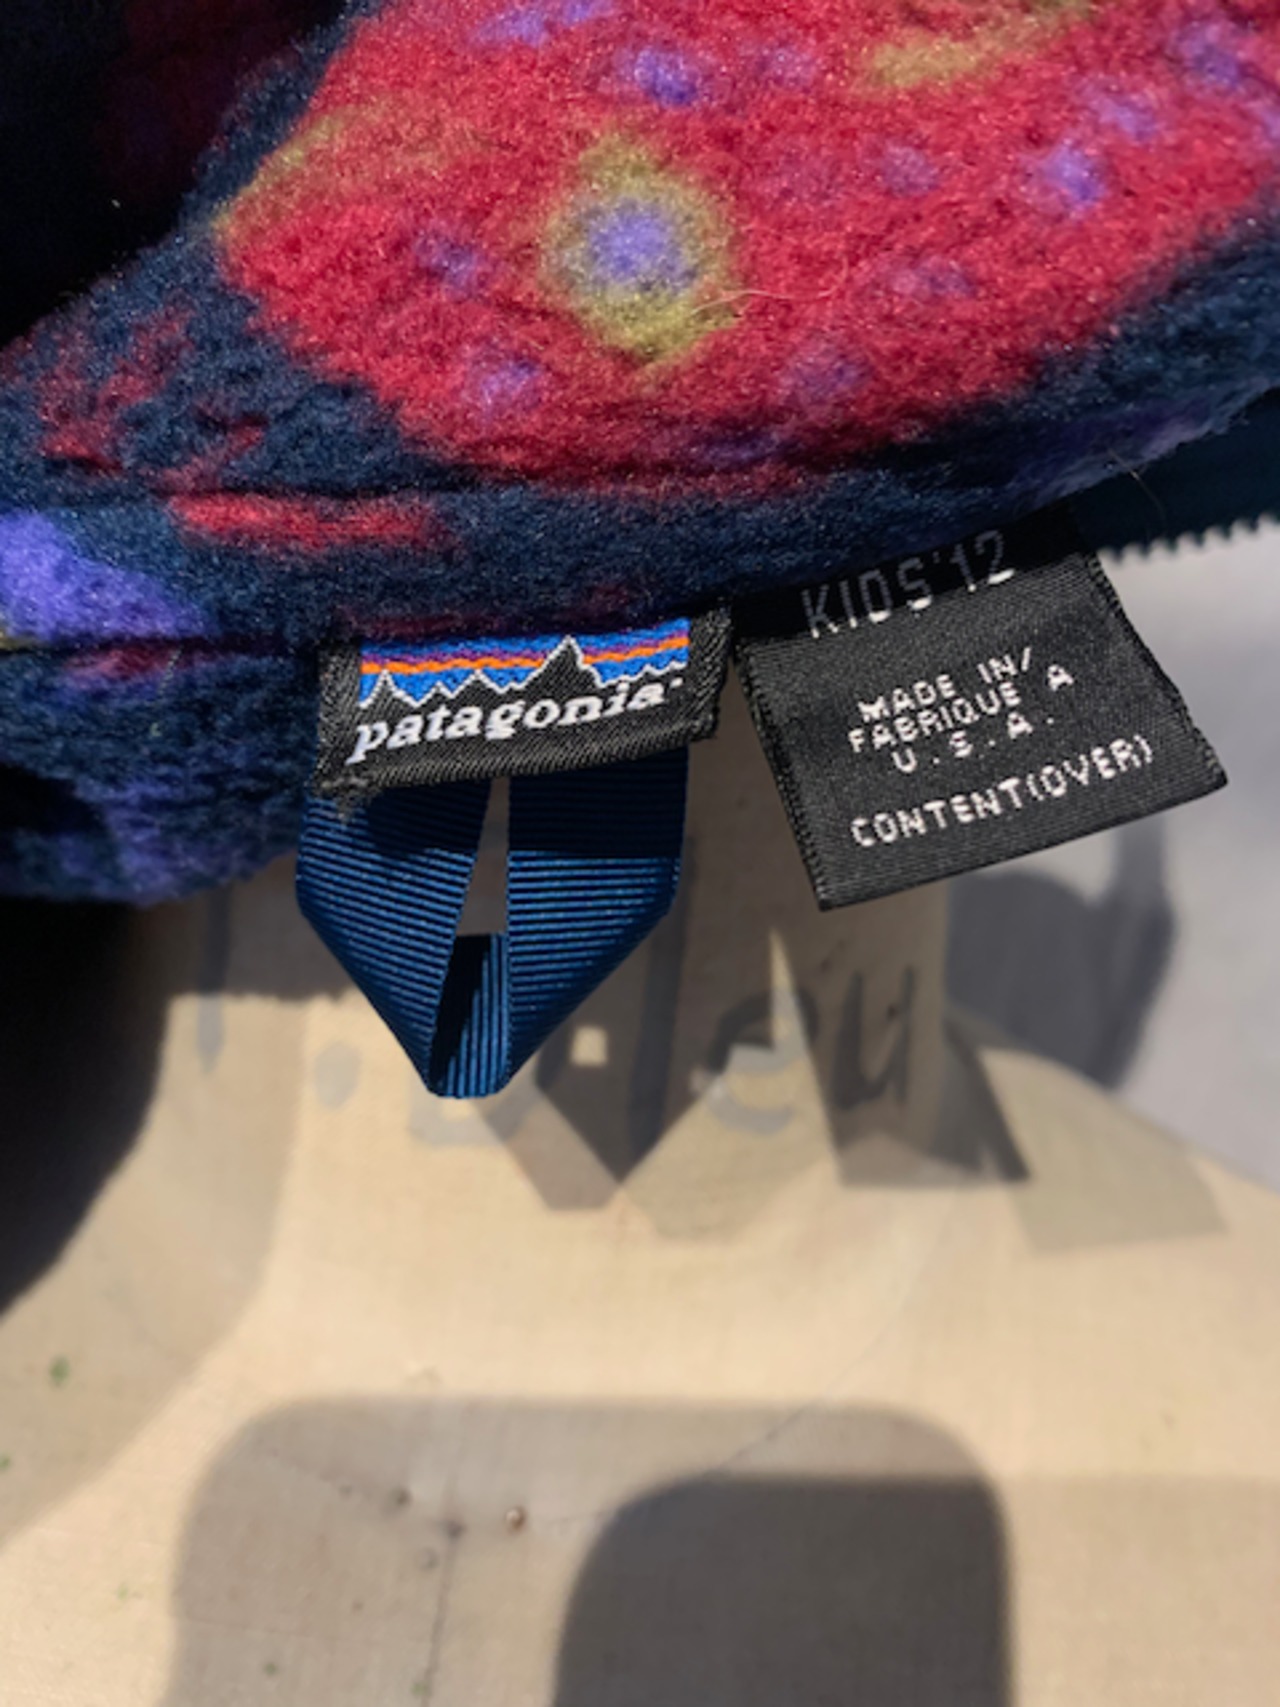 patagonia
KIDS'12
MADE IN/
FABRIQUE A
U.S.A.
CONTENT(OVER)